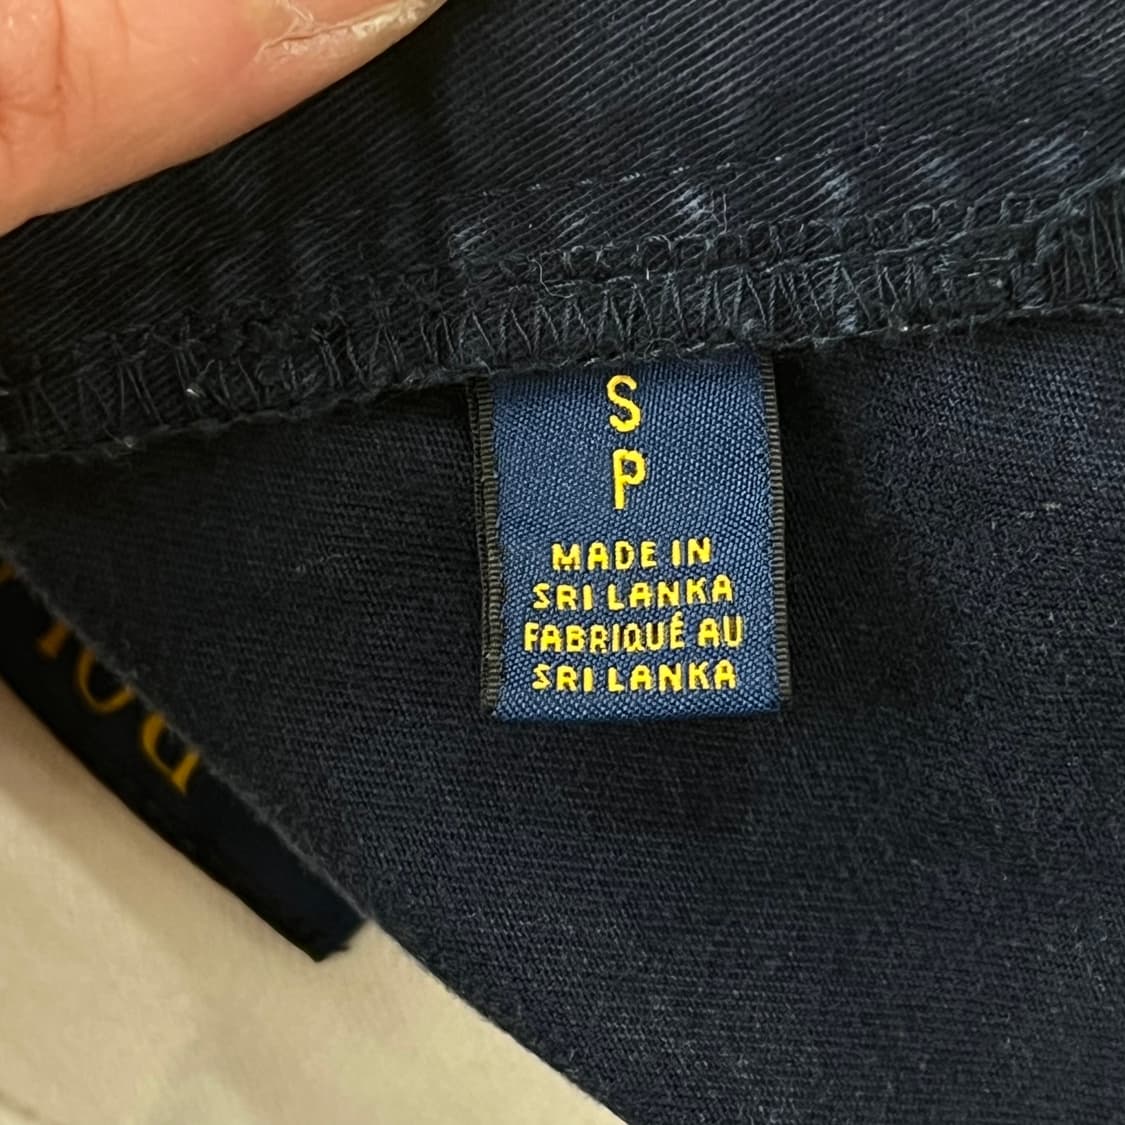 S
P
MADE IN
SRI LANKA
FABRIQUÉ AU
SRI LANKA